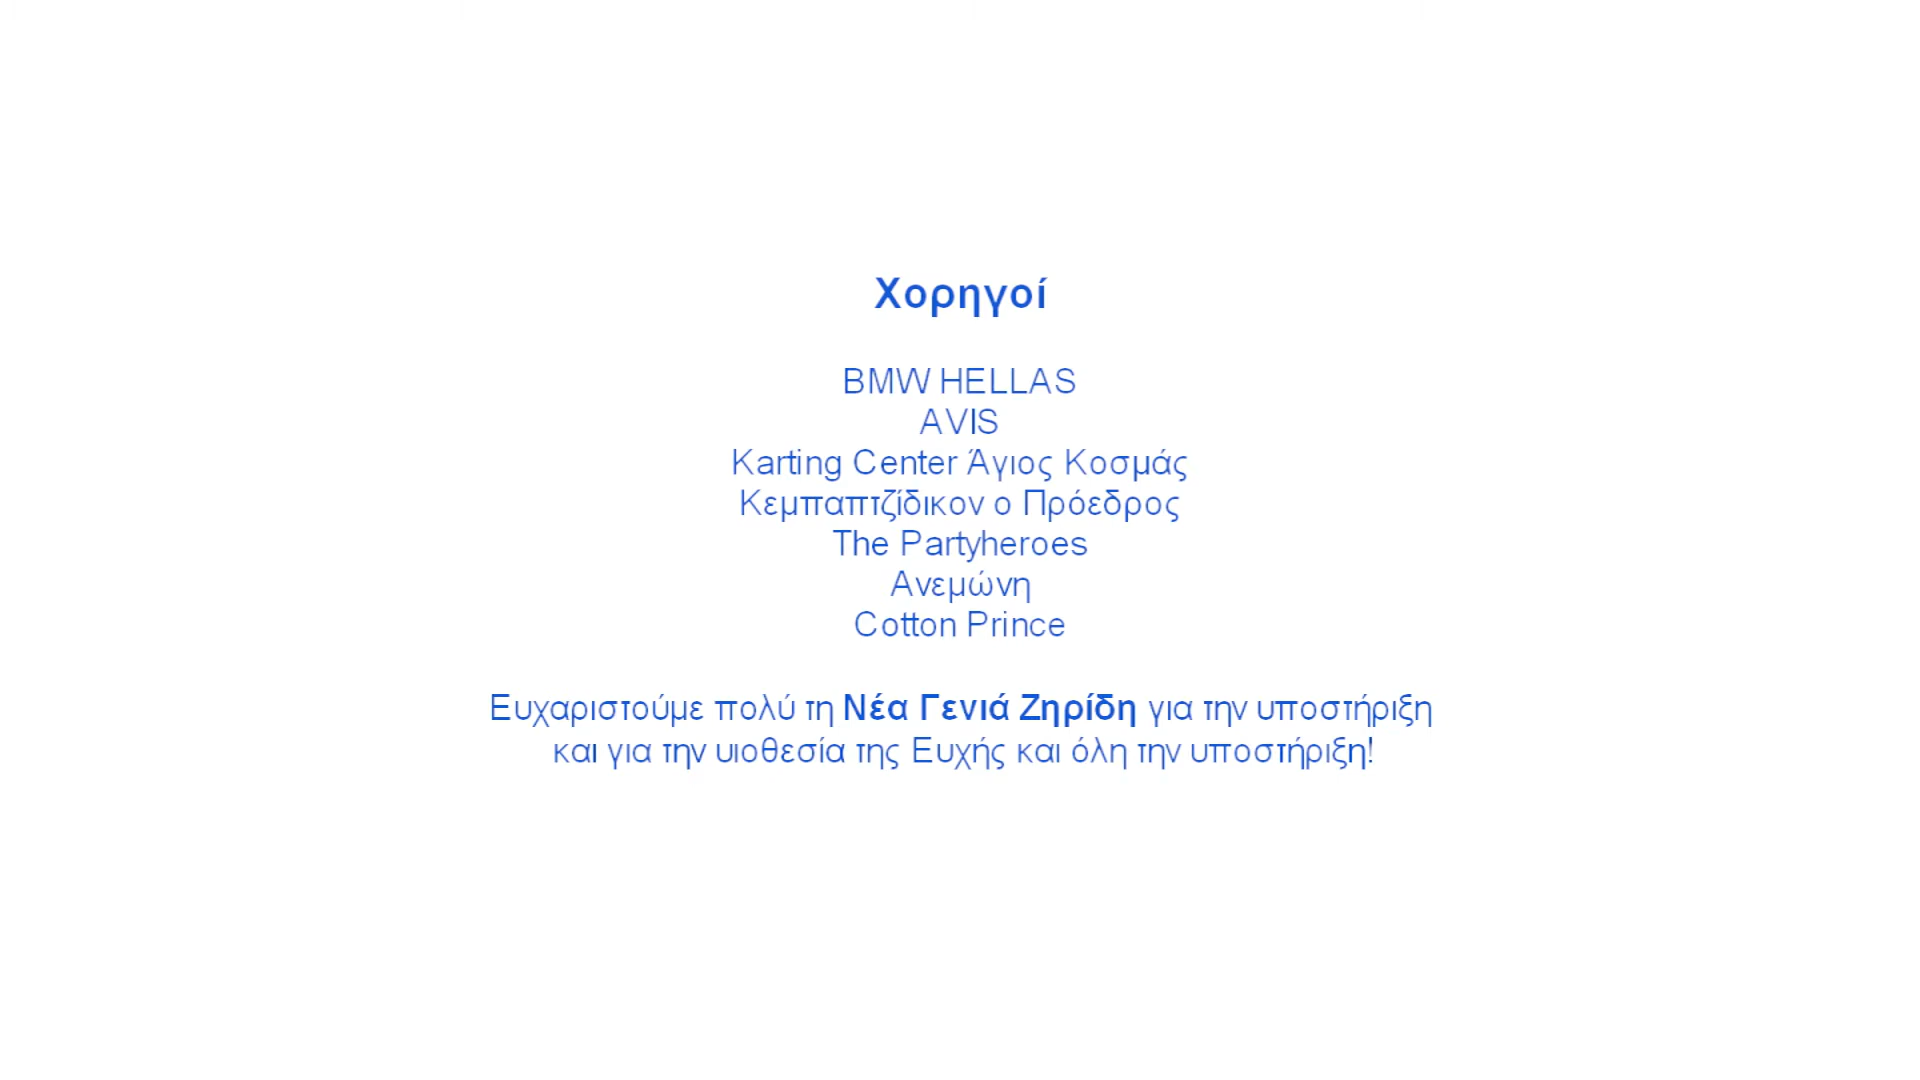 Χορηγοί
BMW HELLAS
AVIS
Karting Center Άγιος Κοσμάς
Κεμπαπτζίδικον ο Πρόεδρος
The Partyheroes
Ανεμώνη
Cotton Prince
Ευχαριστούμε πολύ τη Νέα Γενιά Ζηρίδη για την υποστήριξη
και για την υιοθεσία της Ευχής και όλη την υποστήριξη!